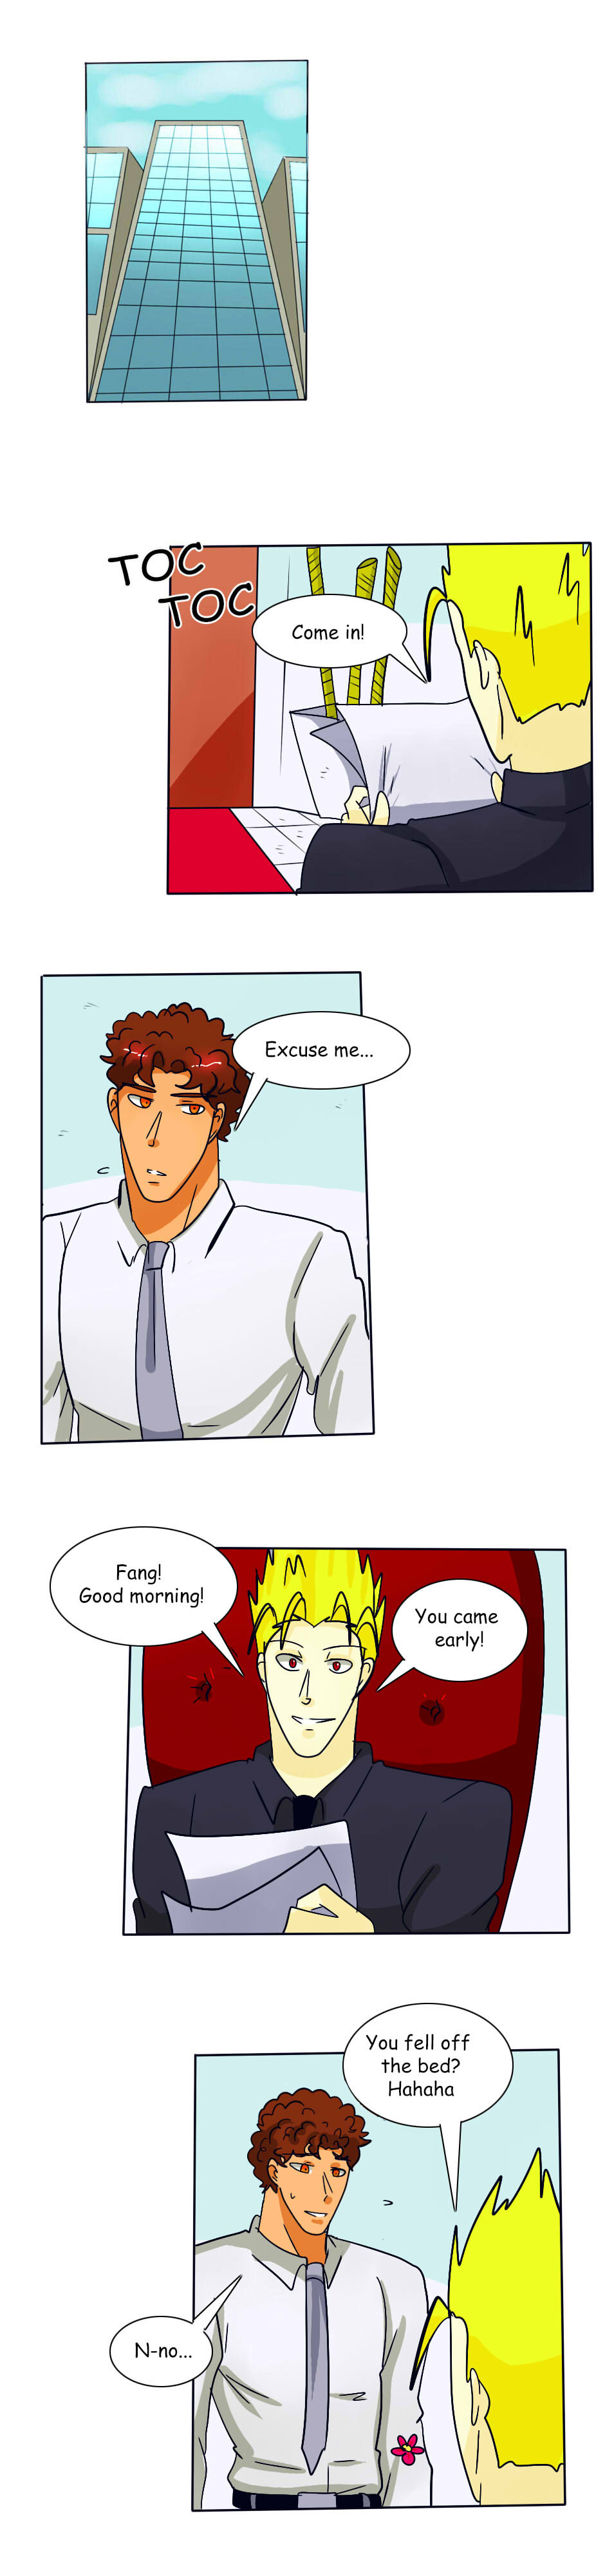 TOC
TOC
Come in!
Excuse me...
Fang!
Good morning!
You came
early!
You fell off
the bed?
Hahaha
N-no...